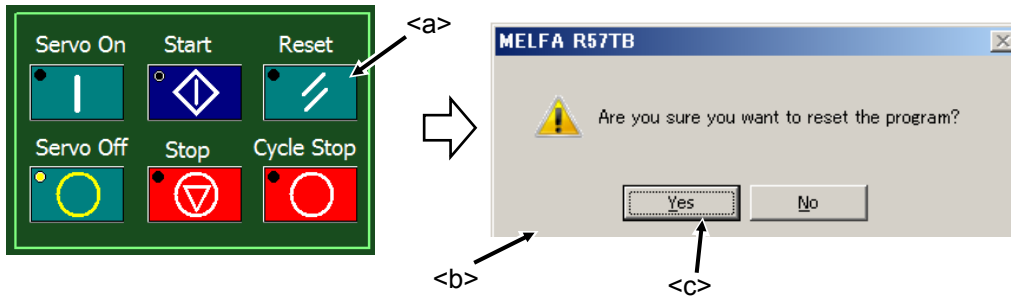 <a>
Servo On Start Reset
Servo Off Stop Cycle Stop
MELFA R57TB
Are you sure you want to reset the program?
Yes No
<b>
<c>